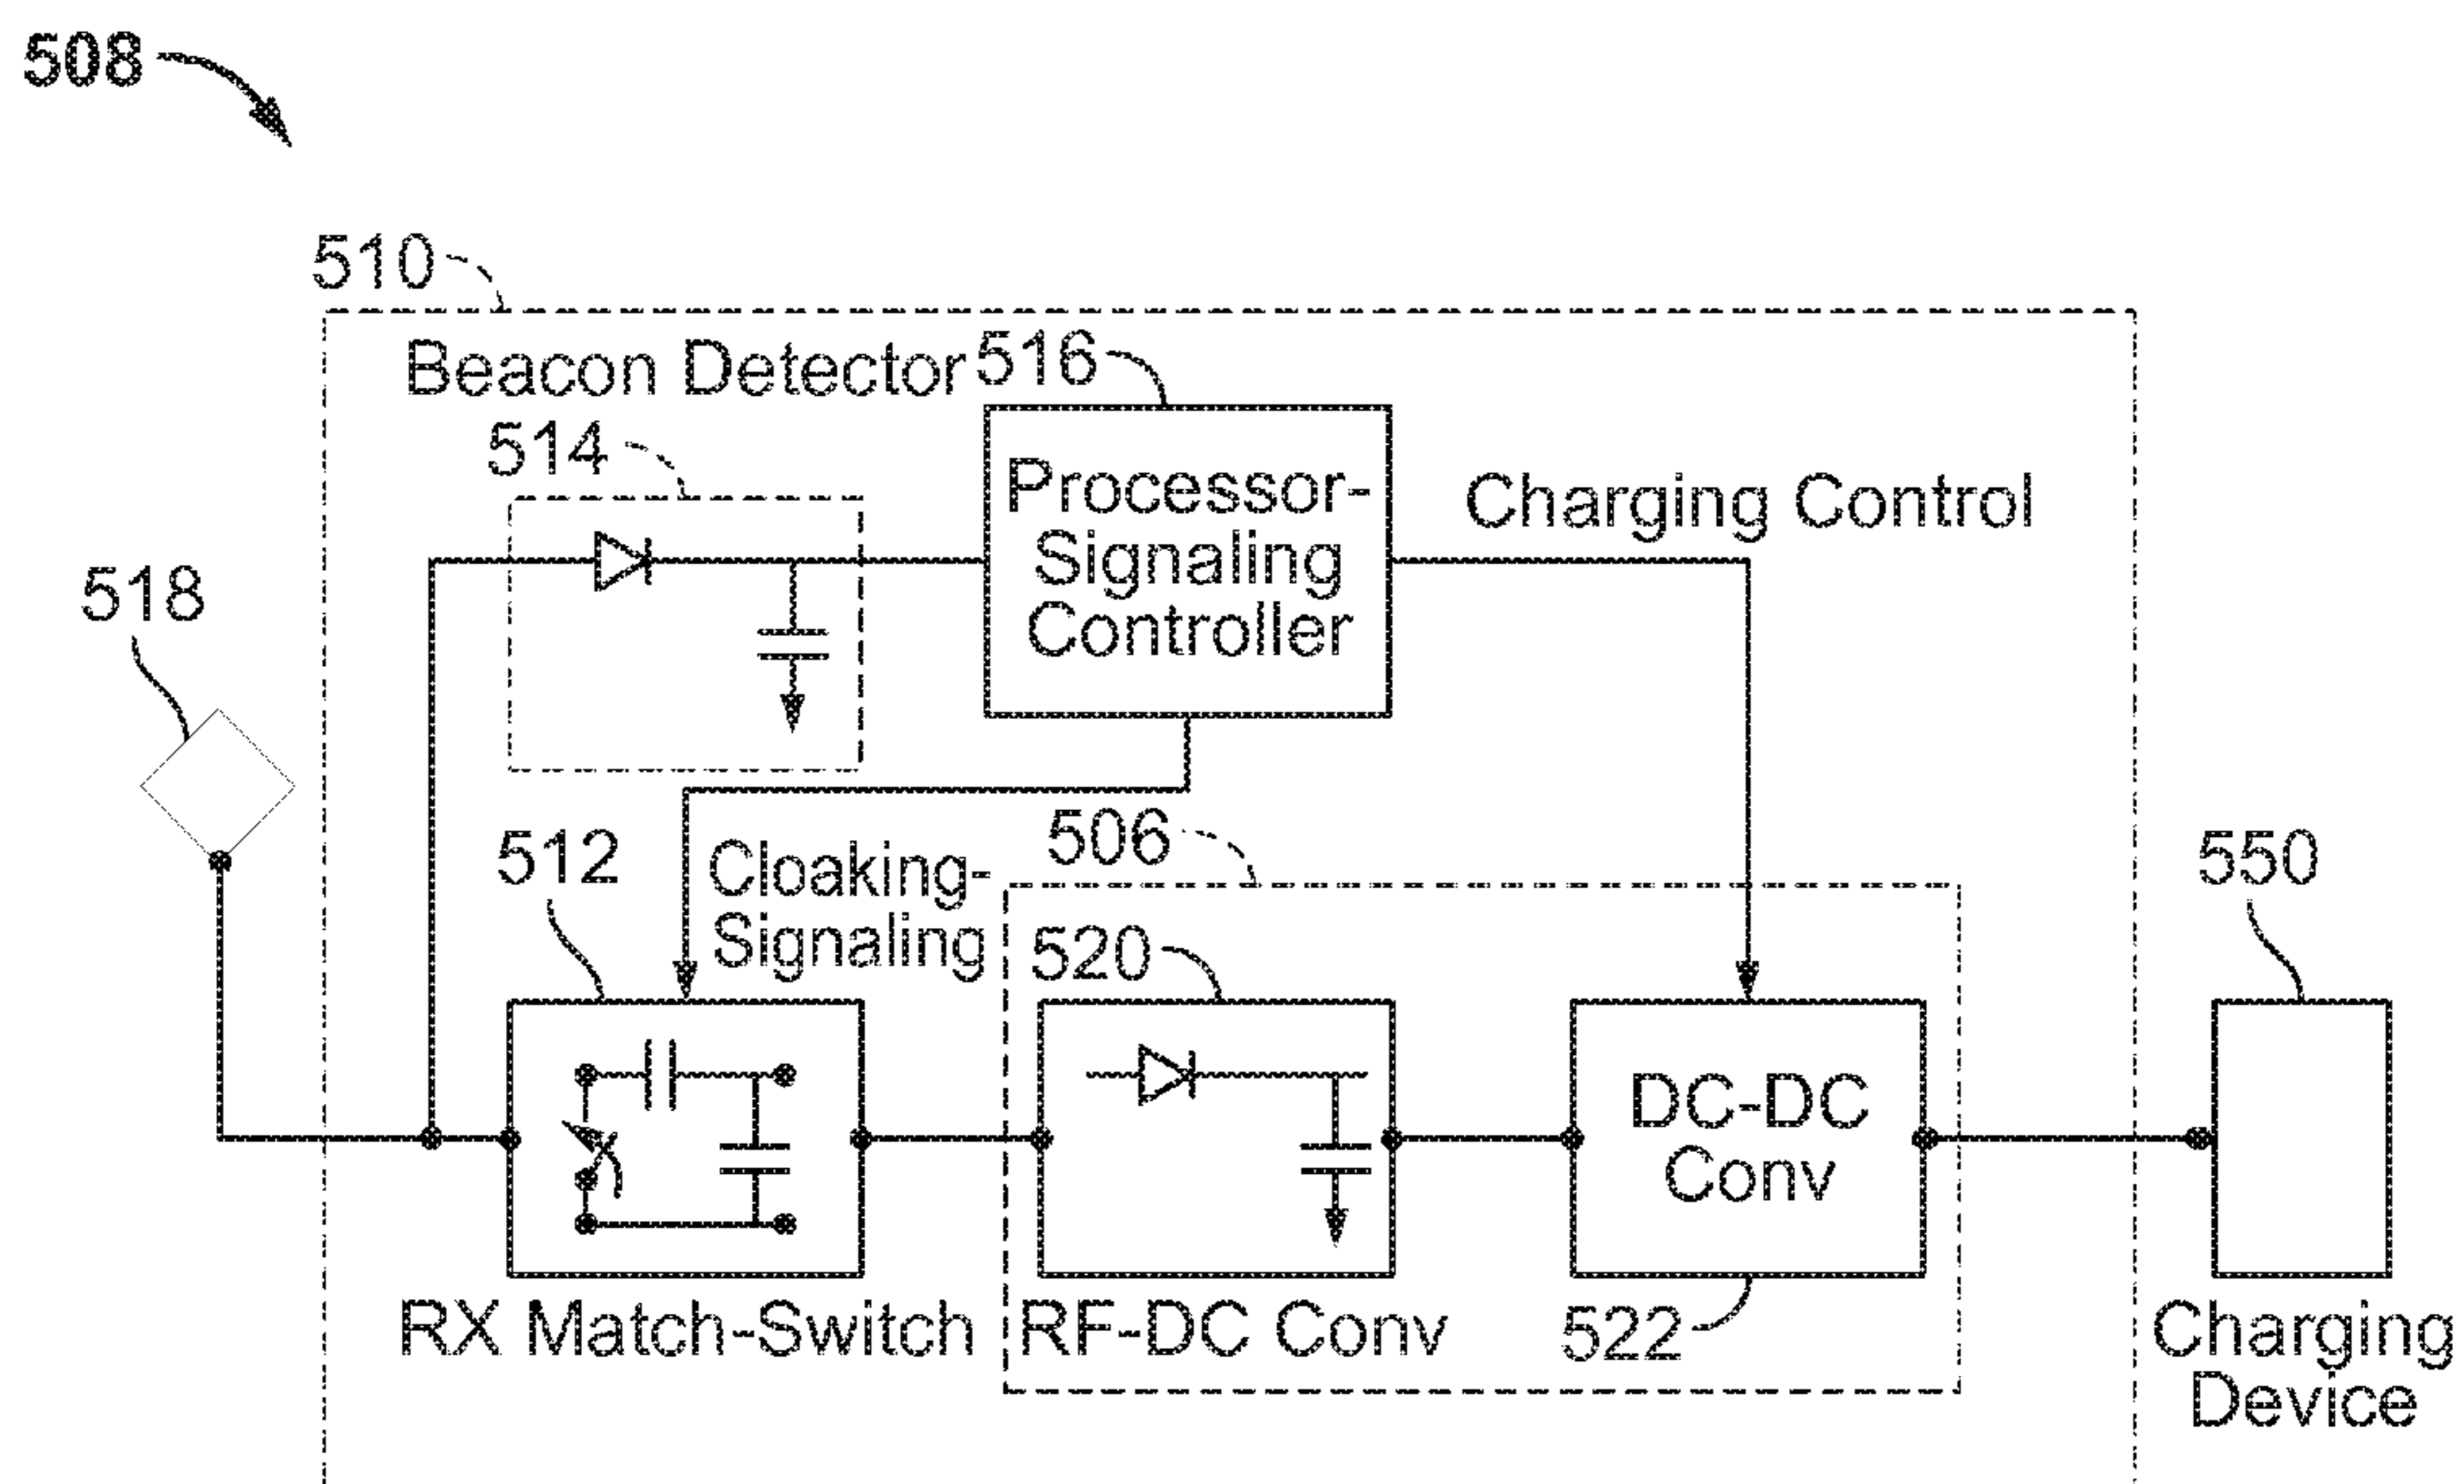 508
510
Beacon Detector
516
514
Processor-
Signaling
Controller
Charging Control
518
512
Cloaking-
Signaling
506
520
550
DC-DC
Conv
RX Match-Switch
RF-DC Conv
522
Charging
Device